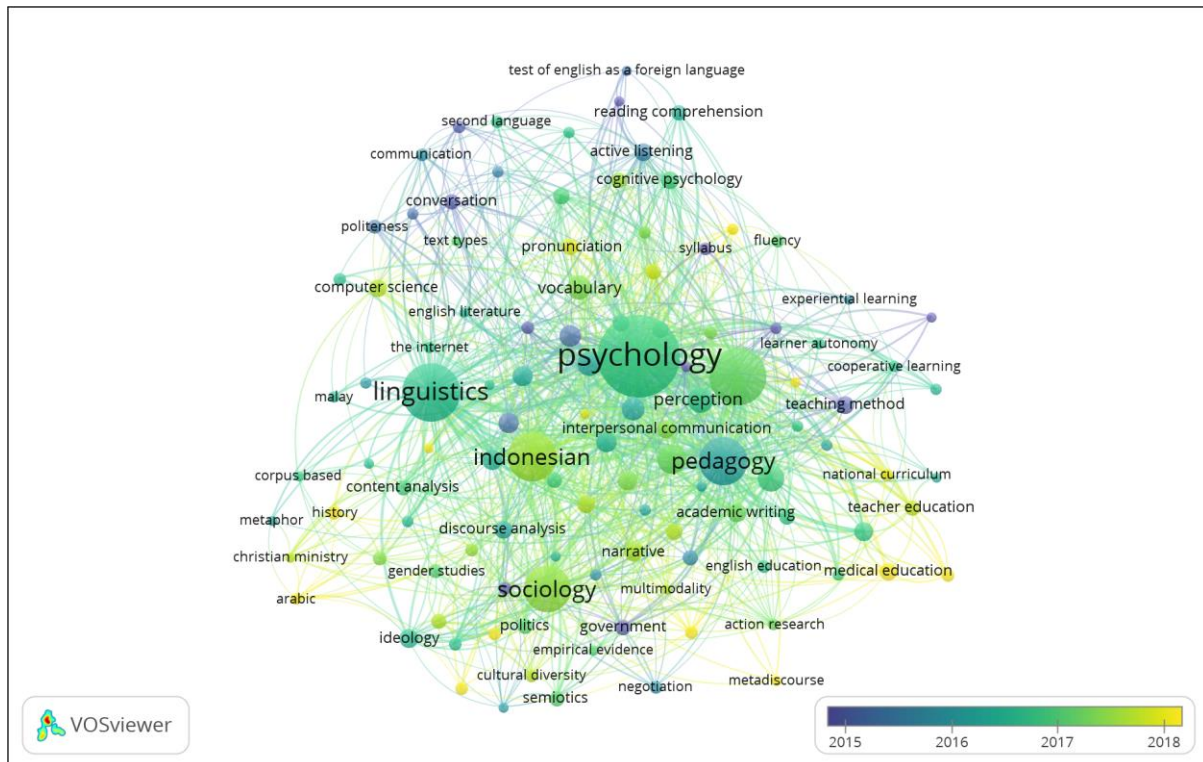 test of english as a foreign language
reading comprehension
second language
communication
active listening
cognitive psychology
conversation
politeness
text types
pronunciation
syllabus
fluency
computer science
vocabulary
experiential learning
english literature
the internet
psychology
learner autonomy
cooperative learning
linguistics
malay
perception
teaching method
interpersonal communication
indonesian
pedagogy
corpus based
content analysis
national curriculum
metaphor
history
discourse analysis
academic writing
teacher education
christian ministry
gender studies
narrative
english education
medical education
arabic
sociology
multimodality
ideology
politics
government
action research
empirical evidence
cultural diversity
semiotics
negotiation
metadiscourse
VOSviewer
2015 2016 2017 2018